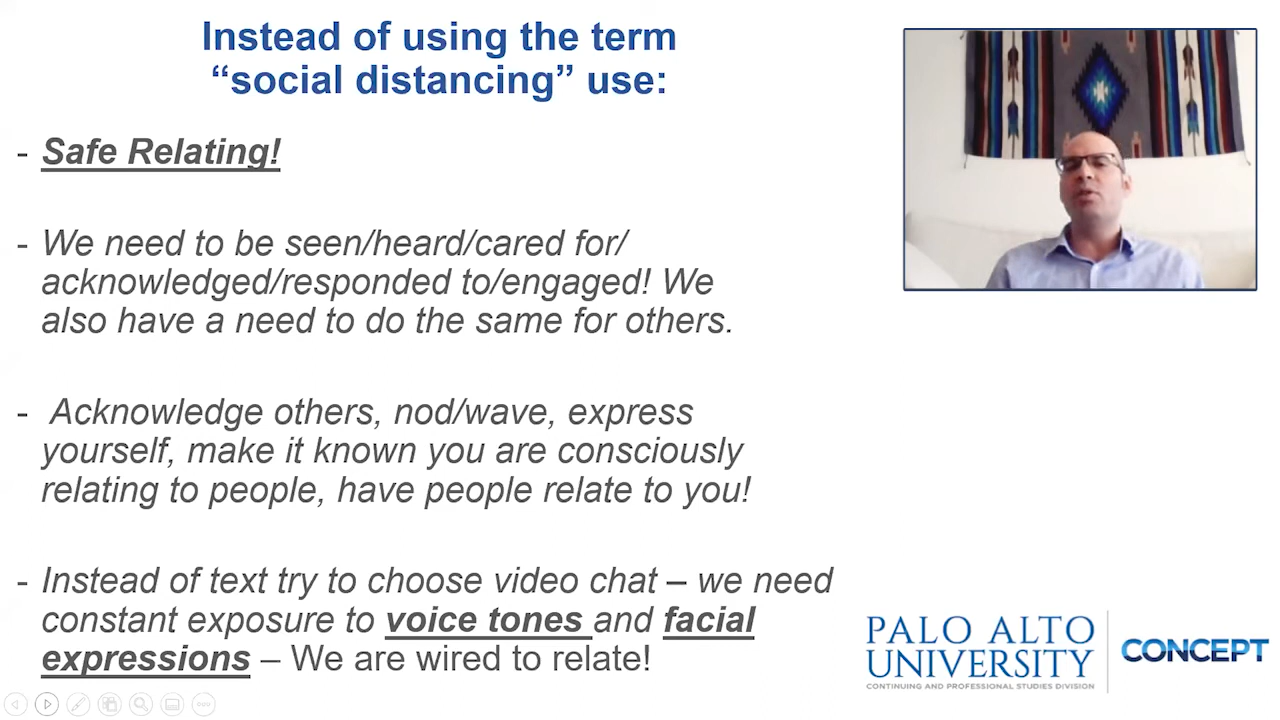 Instead of using the term
“social distancing” use:
- Safe Relating!
- We need to be seen/heard/cared for/
acknowledged/responded to/engaged! We
also have a need to do the same for others.
- Acknowledge others, nod/wave, express
yourself, make it known you are consciously
relating to people, have people relate to you!
- Instead of text try to choose video chat – we need
constant exposure to voice tones and facial
expressions – We are wired to relate!
PALO ALTO
UNIVERSITY
CONTINUING AND PROFESSIONAL STUDIES DIVISION
CONCEPT